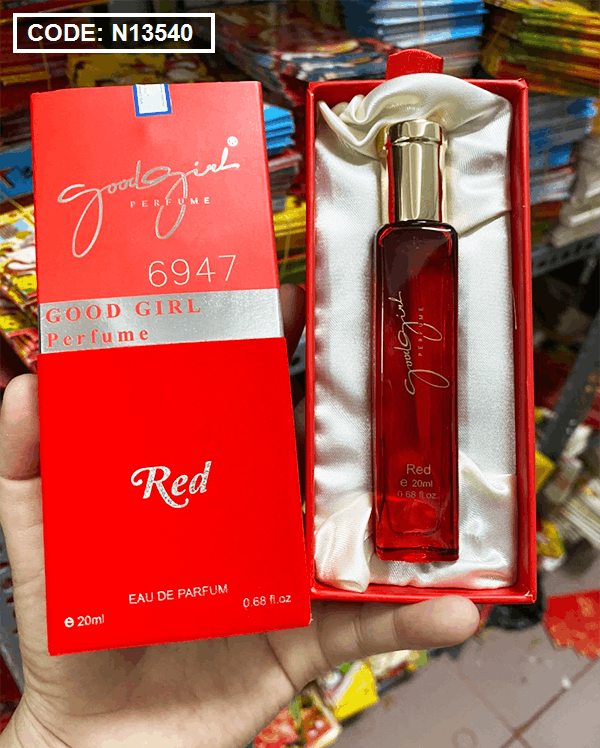 CODE: N13540
good girl®
PERFUME
6947
GOOD GIRL
Perfume
Red
EAU DE PARFUM
℮ 20ml
0.68 fl.oz
good girl
PERFUME
Red
℮ 20ml
0.68 fl.oz